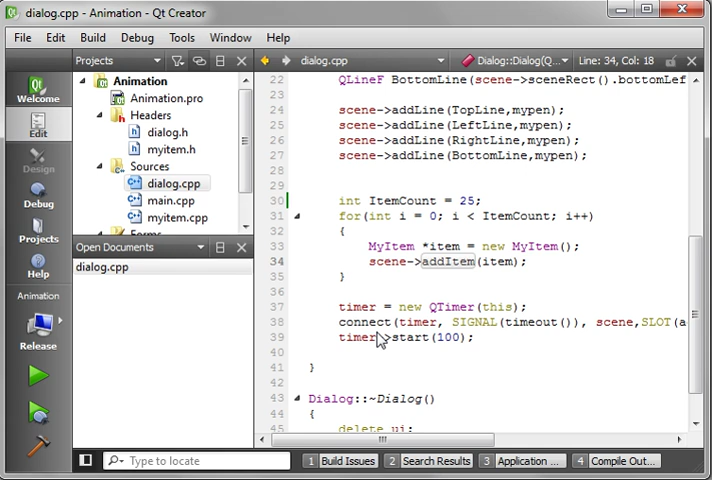 dialog.cpp - Animation - Qt Creator
File Edit Build Debug Tools Window Help
Projects
dialog.cpp
Dialog::Dialog(Q...
Line: 34, Col: 18
Welcome
Edit
Design
Debug
Projects
Help
Animation
Release
Animation
Animation.pro
Headers
dialog.h
myitem.h
Sources
dialog.cpp
main.cpp
myitem.cpp
Forms
Open Documents
dialog.cpp
22 QLineF BottomLine(scene->sceneRect().bottomLef
23
24 scene->addLine(TopLine,mypen);
25 scene->addLine(LeftLine,mypen);
26 scene->addLine(RightLine,mypen);
27 scene->addLine(BottomLine,mypen);
28
29
30 int ItemCount = 25;
31 for(int i = 0; i < ItemCount; i++)
32 {
33 MyItem *item = new MyItem();
34 scene->addItem(item);
35 }
36
37 timer = new QTimer(this);
38 connect(timer, SIGNAL(timeout()), scene,SLOT(a
39 timer->start(100);
40
41 }
42
43 Dialog::~Dialog()
44 {
45 delete ui;
Type to locate
1 Build Issues
2 Search Results
3 Application ...
4 Compile Out...